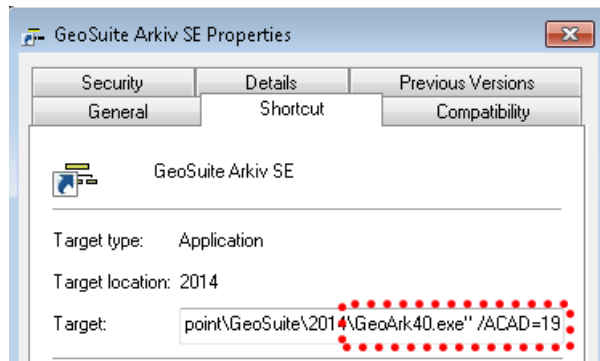 GeoSuite Arkiv SE Properties
Security Details Previous Versions
General Shortcut Compatibility
GeoSuite Arkiv SE
Target type: Application
Target location: 2014
Target: point\GeoSuite\2014\GeoArk40.exe" /ACAD=19